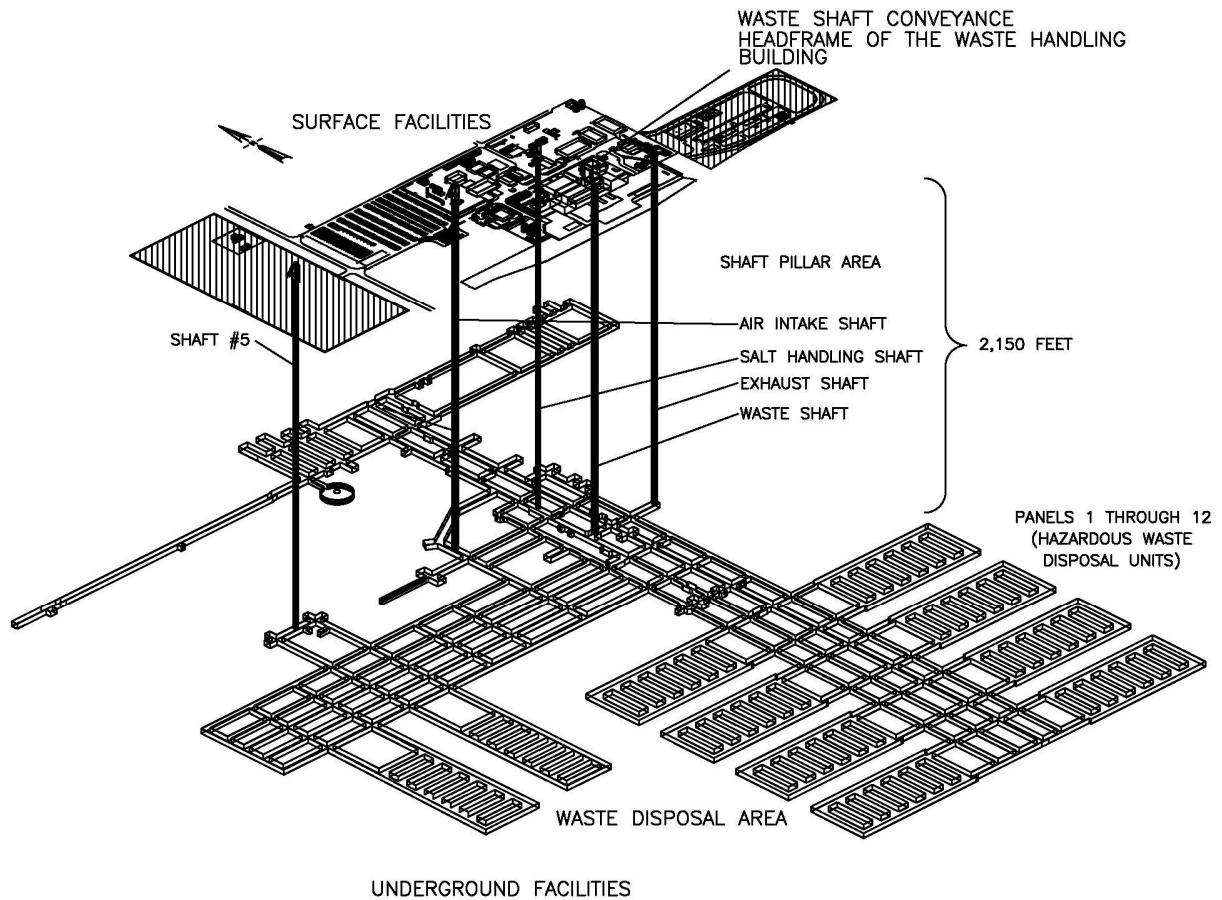 WASTE SHAFT CONVEYANCE
HEADFRAME OF THE WASTE HANDLING
BUILDING
SURFACE FACILITIES
SHAFT PILLAR AREA
AIR INTAKE SHAFT
SHAFT #5
2,150 FEET
SALT HANDLING SHAFT
EXHAUST SHAFT
WASTE SHAFT
PANELS 1 THROUGH 12
(HAZARDOUS WASTE
DISPOSAL UNITS)
WASTE DISPOSAL AREA
UNDERGROUND FACILITIES